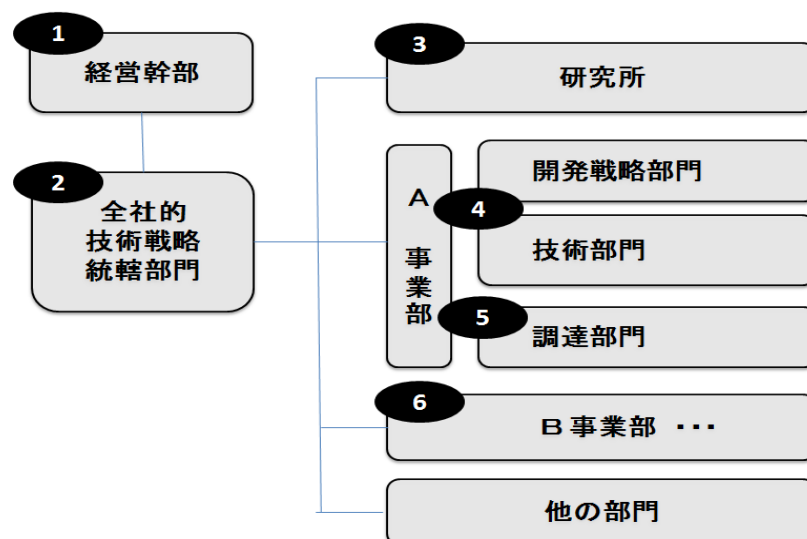 1
経営幹部
2
全社的
技術戦略
統轄部門
3
研究所
A
事業部
4
開発戦略部門
技術部門
5
調達部門
6
B 事業部 ･･･
他の部門